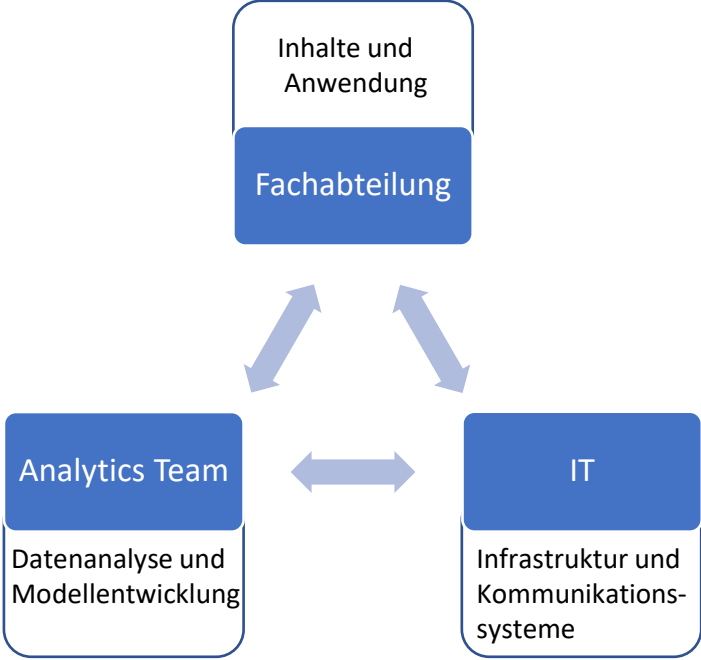 Inhalte und
Anwendung
Fachabteilung
Analytics Team
Datenanalyse und
Modellentwicklung
IT
Infrastruktur und
Kommunikations-
systeme